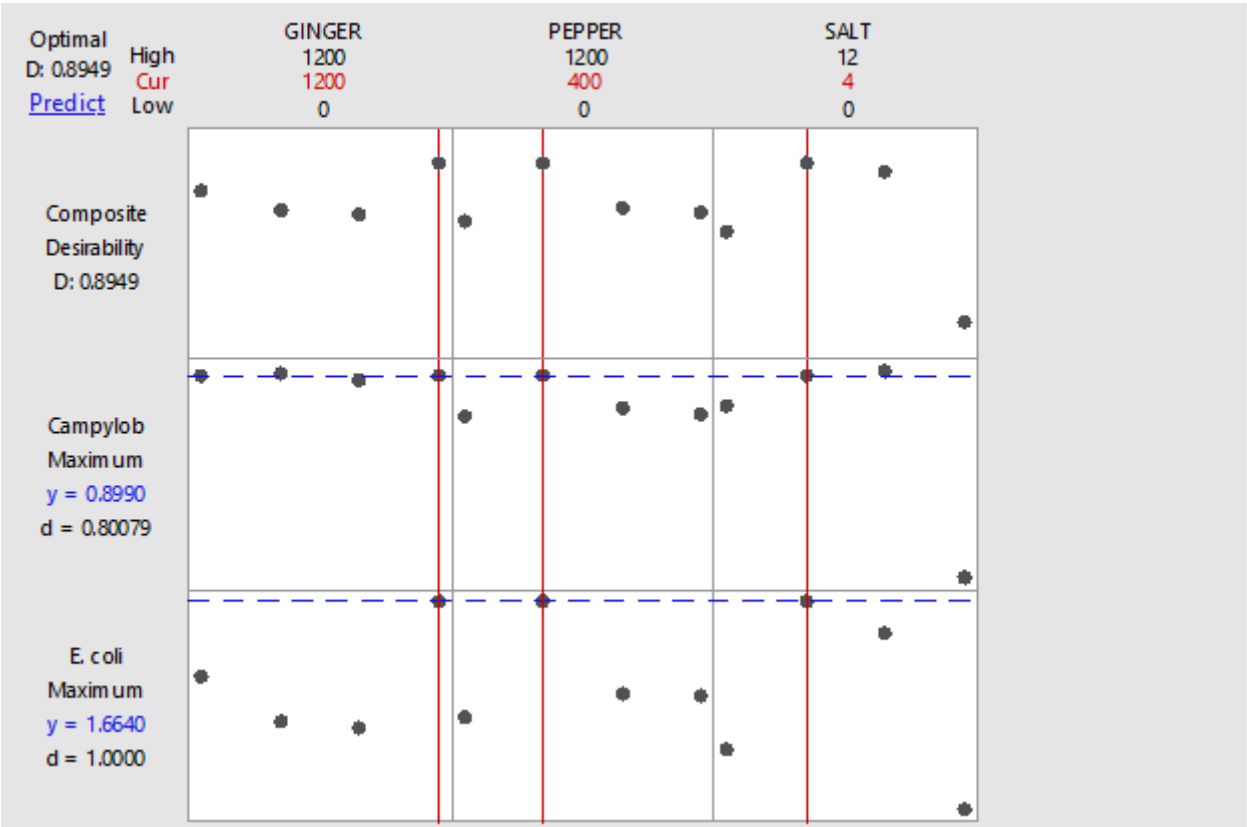 Optimal
D: 0.8949
Predict
High
Cur
Low
GINGER
1200
1200
0
PEPPER
1200
400
0
SALT
12
4
0
Composite
Desirability
D: 0.8949
Campylob
Maximum
y = 0.8990
d = 0.80079
E. coli
Maximum
y = 1.6640
d = 1.0000